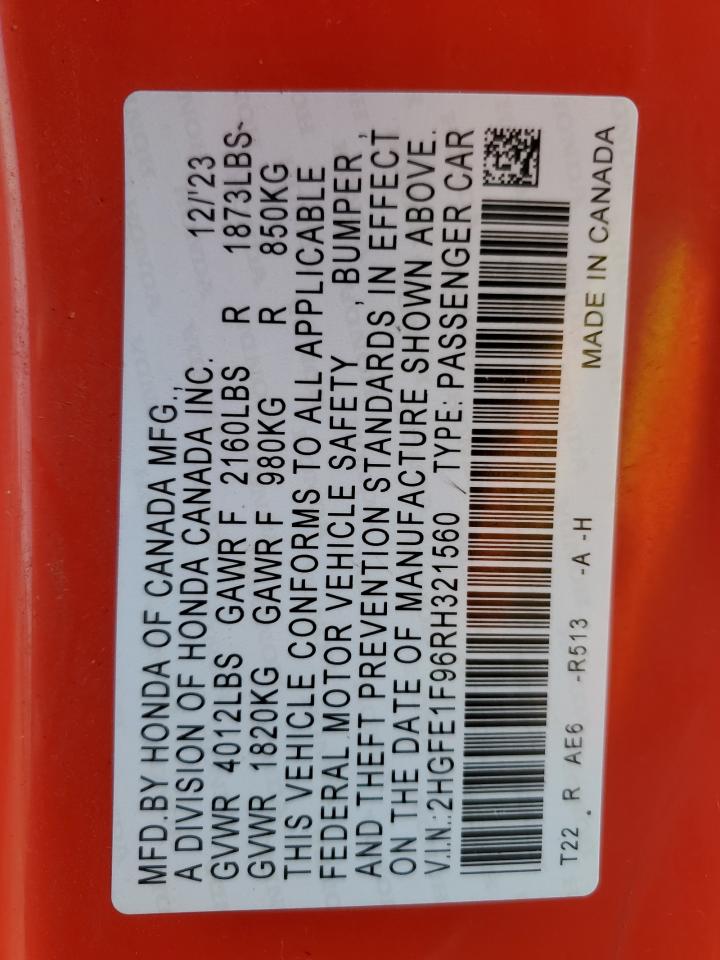 MFD.BY HONDA OF CANADA MFG.,
A DIVISION OF HONDA CANADA INC. 12/'23
GVWR 4012LBS GAWR F 2160LBS R 1873LBS
GVWR 1820KG GAWR F 980KG R 850KG
THIS VEHICLE CONFORMS TO ALL APPLICABLE
FEDERAL MOTOR VEHICLE SAFETY , BUMPER ,
AND THEFT PREVENTION STANDARDS IN EFFECT
ON THE DATE OF MANUFACTURE SHOWN ABOVE.
V.I.N.:2HGFE1F96RH321560 TYPE: PASSENGER CAR
T22 R AE6 -R513 -A -H MADE IN CANADA